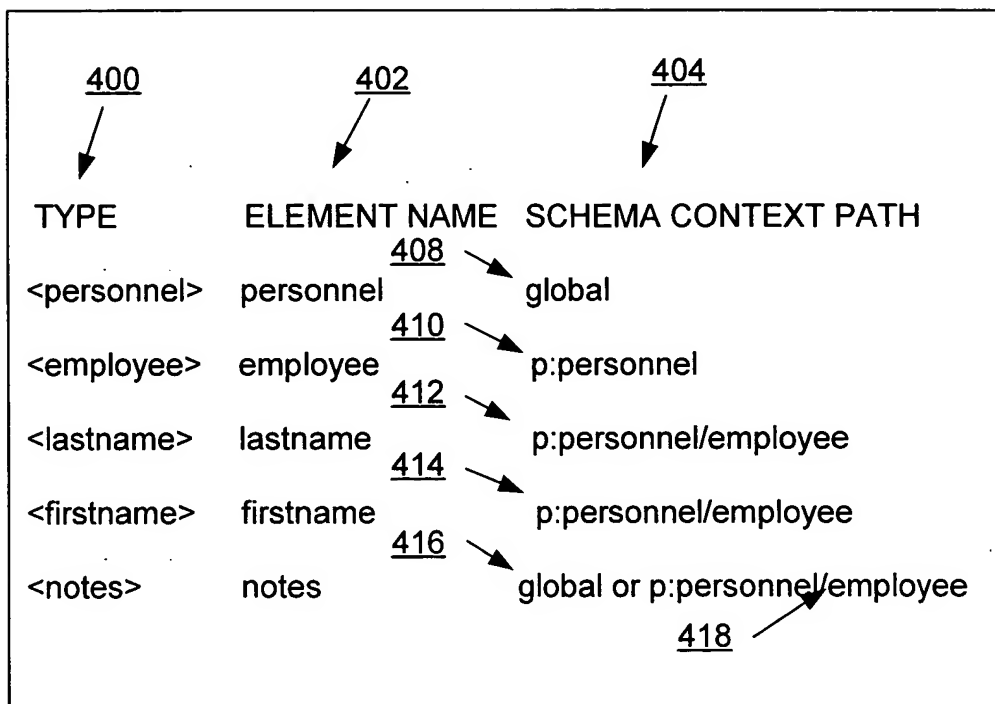 400 402 404
TYPE ELEMENT NAME SCHEMA CONTEXT PATH
408
<personnel> personnel global
410
<employee> employee p:personnel
412
<lastname> lastname p:personnel/employee
414
<firstname> firstname p:personnel/employee
416
<notes> notes global or p:personnel/employee
418